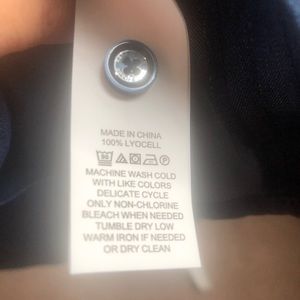 MADE IN CHINA
100% LYOCELL
MACHINE WASH COLD
WITH LIKE COLORS
DELICATE CYCLE
ONLY NON-CHLORINE
BLEACH WHEN NEEDED
TUMBLE DRY LOW
WARM IRON IF NEEDED
OR DRY CLEAN